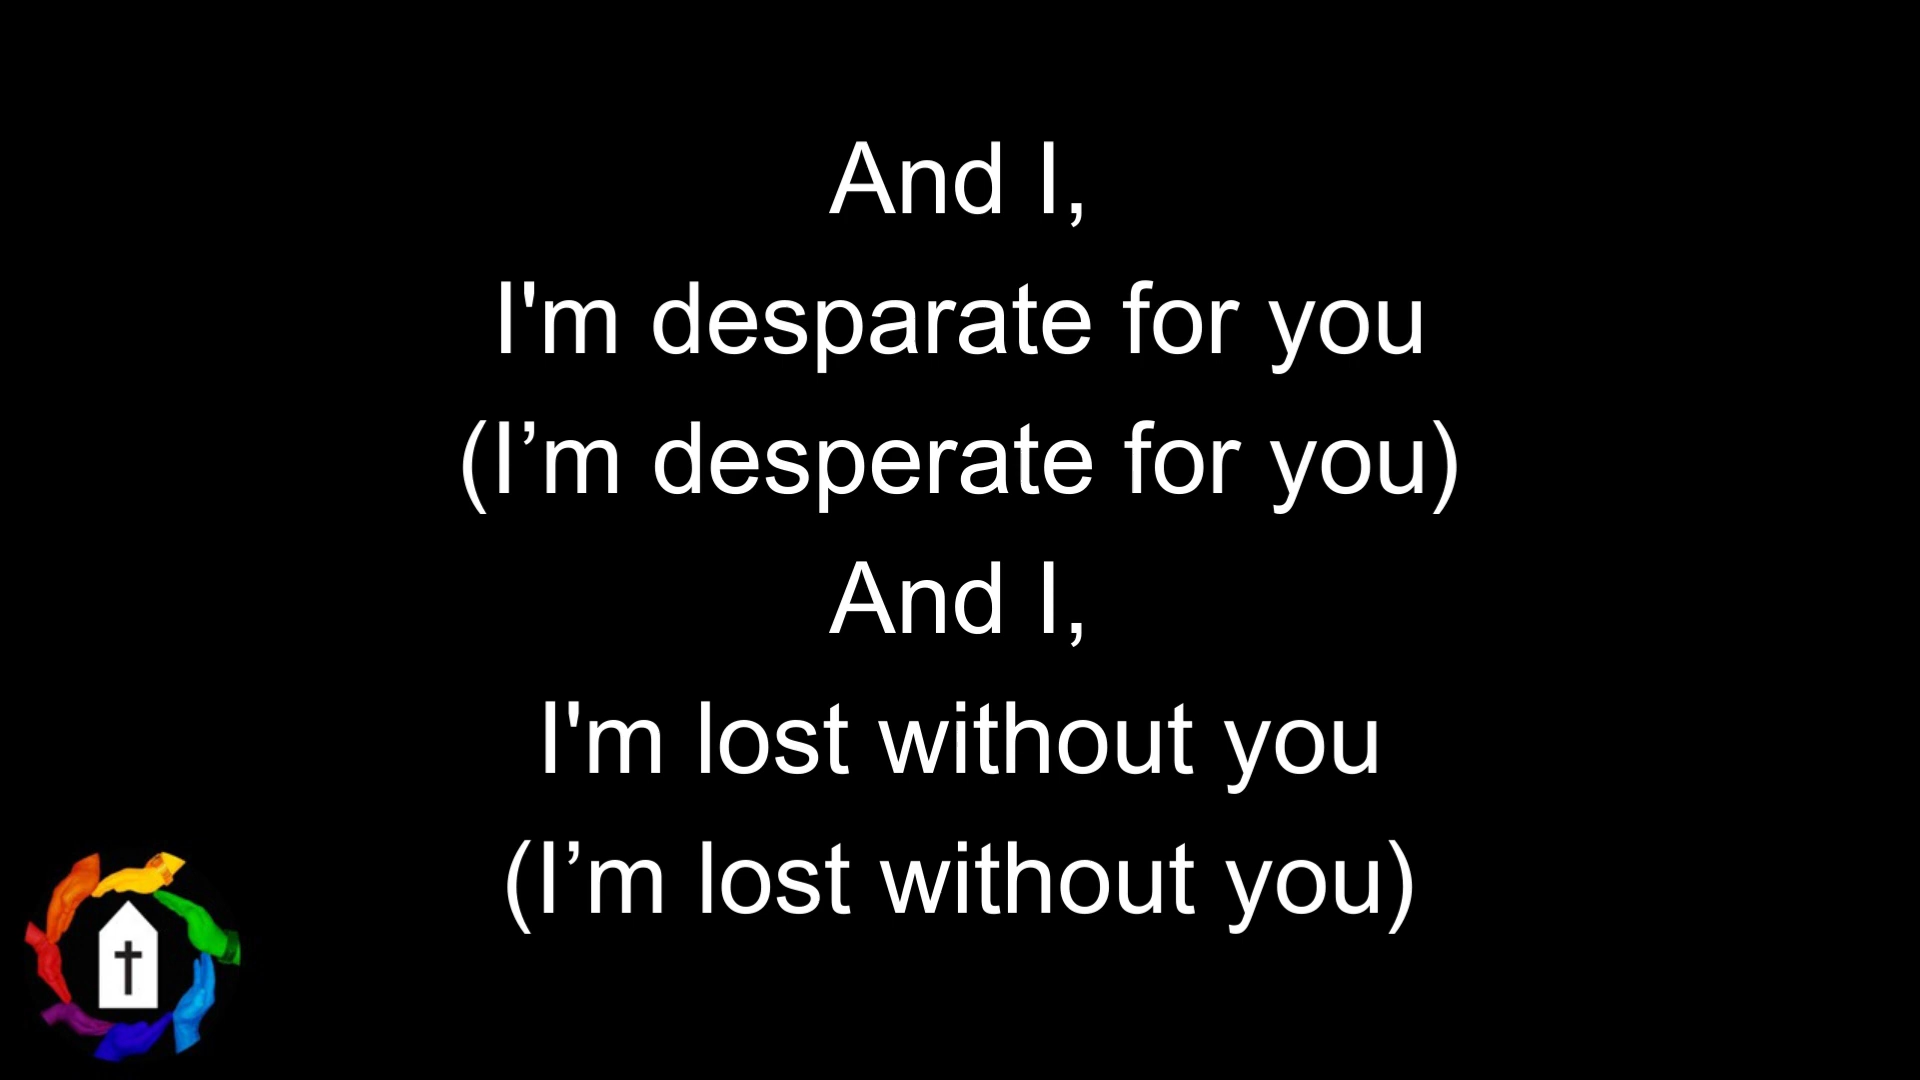 And I,
I'm desparate for you
(I’m desperate for you)
And I,
I'm lost without you
(I’m lost without you)